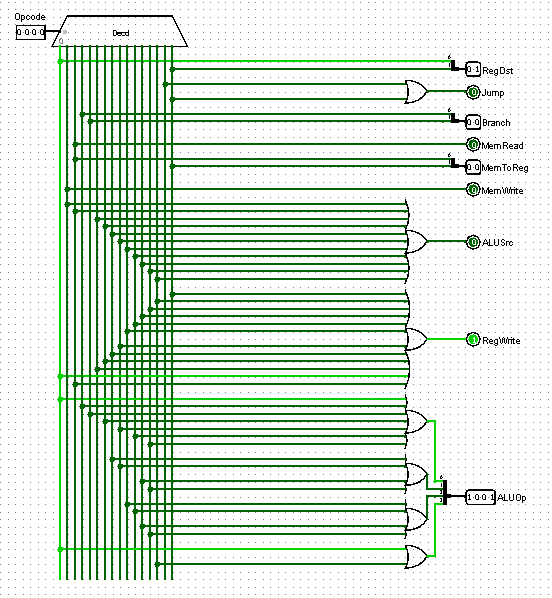 Opcode
0 0 0 0
Decd
0
0 1 RegDst
0 Jump
0 0 Branch
0 MemRead
0 0 MemToReg
0 MemWrite
0 ALUSrc
1 RegWrite
1 0 0 1 ALUOp